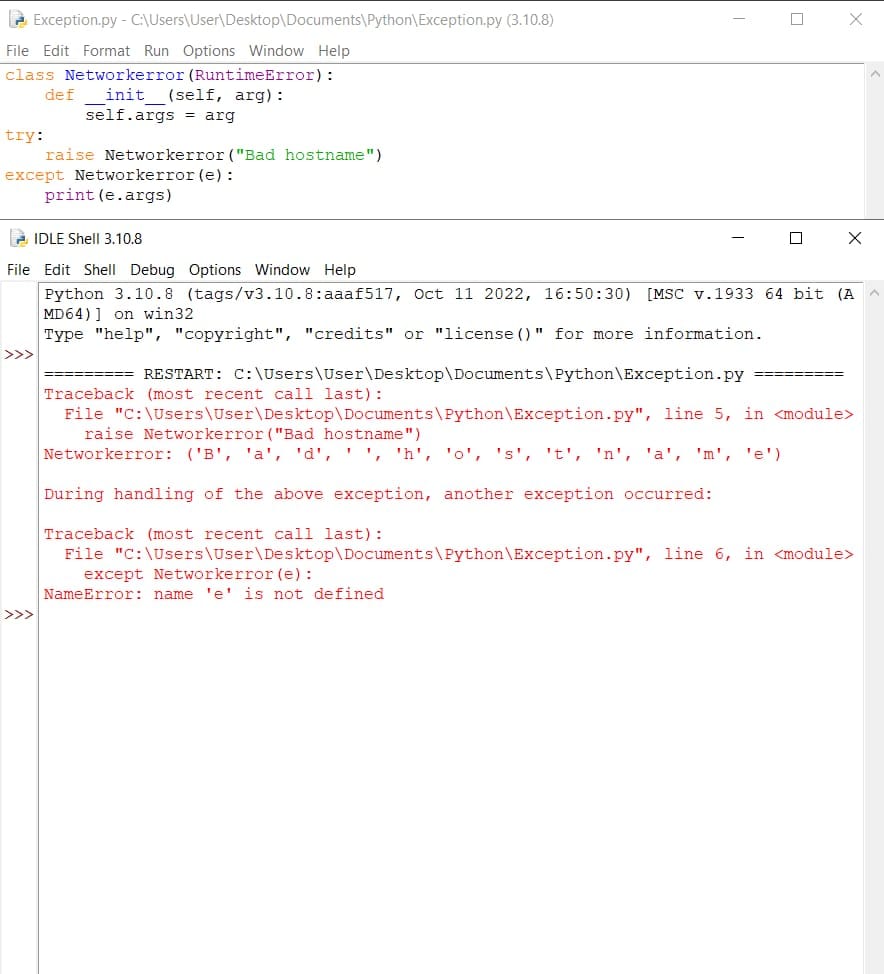 Exception.py - C:\Users\User\Desktop\Documents\Python\Exception.py (3.10.8)
File Edit Format Run Options Window Help
class Networkerror(RuntimeError):
    def __init__(self, arg):
        self.args = arg
try:
    raise Networkerror("Bad hostname")
except Networkerror(e):
    print(e.args)
IDLE Shell 3.10.8
File Edit Shell Debug Options Window Help
Python 3.10.8 (tags/v3.10.8:aaaf517, Oct 11 2022, 16:50:30) [MSC v.1933 64 bit (A
MD64)] on win32
Type "help", "copyright", "credits" or "license()" for more information.
>>>
========= RESTART: C:\Users\User\Desktop\Documents\Python\Exception.py =========
Traceback (most recent call last):
  File "C:\Users\User\Desktop\Documents\Python\Exception.py", line 5, in <module>
    raise Networkerror("Bad hostname")
Networkerror: ('B', 'a', 'd', ' ', 'h', 'o', 's', 't', 'n', 'a', 'm', 'e')

During handling of the above exception, another exception occurred:

Traceback (most recent call last):
  File "C:\Users\User\Desktop\Documents\Python\Exception.py", line 6, in <module>
    except Networkerror(e):
NameError: name 'e' is not defined
>>>